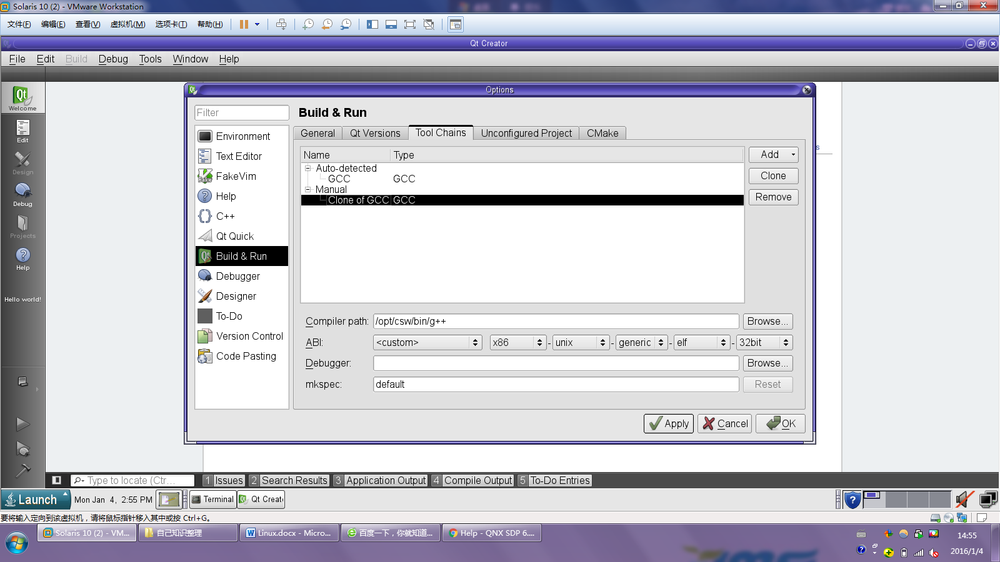 Solaris 10 (2) - VMware Workstation
文件(F) 编辑(E) 查看(V) 虚拟机(M) 选项卡(T) 帮助(H)
Qt Creator
File Edit Build Debug Tools Window Help
Options
Filter
Build & Run
Welcome
Edit
Design
Debug
Projects
Help
Hello world!
Environment
Text Editor
FakeVim
Help
C++
Qt Quick
Build & Run
Debugger
Designer
To-Do
Version Control
Code Pasting
General Qt Versions Tool Chains Unconfigured Project CMake
Name Type
Auto-detected
GCC GCC
Manual
Clone of GCC GCC
Add
Clone
Remove
s
Compiler path: /opt/csw/bin/g++ Browse...
ABI: <custom> x86 - unix - generic - elf - 32bit
Debugger: Browse...
mkspec: default Reset
Apply Cancel OK
Type to locate (Ctr... 1 Issues 2 Search Results 3 Application Output 4 Compile Output 5 To-Do Entries
Launch Mon Jan 4, 2:55 PM Terminal Qt Creato
要将输入定向到该虚拟机，请将鼠标指针移入其中或按 Ctrl+G。
Solaris 10 (2) - VM... 自己知识整理 Linux.docx - Micro... 百度一下，你就知道... Help - QNX SDP 6....
14:55
2016/1/4